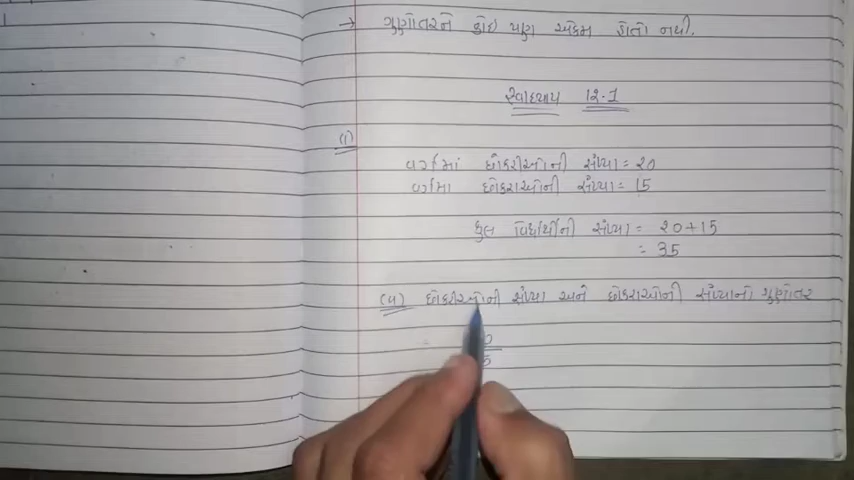 → ગુણોતરને કોઇ પણ એકમ હોતો નથી.
સ્વાધ્યાય 12.1
(1)
વર્ગમાં છોકરીઓની સંખ્યા = 20
વર્ગમા છોકરાઓની સંખ્યા = 15
કુલ વિર્ધાર્થીની સંખ્યા = 20+15
= 35
(અ) છોકરીઓની સંખ્યા અને છોકરાઓની સંખ્યાનો ગુણોતર